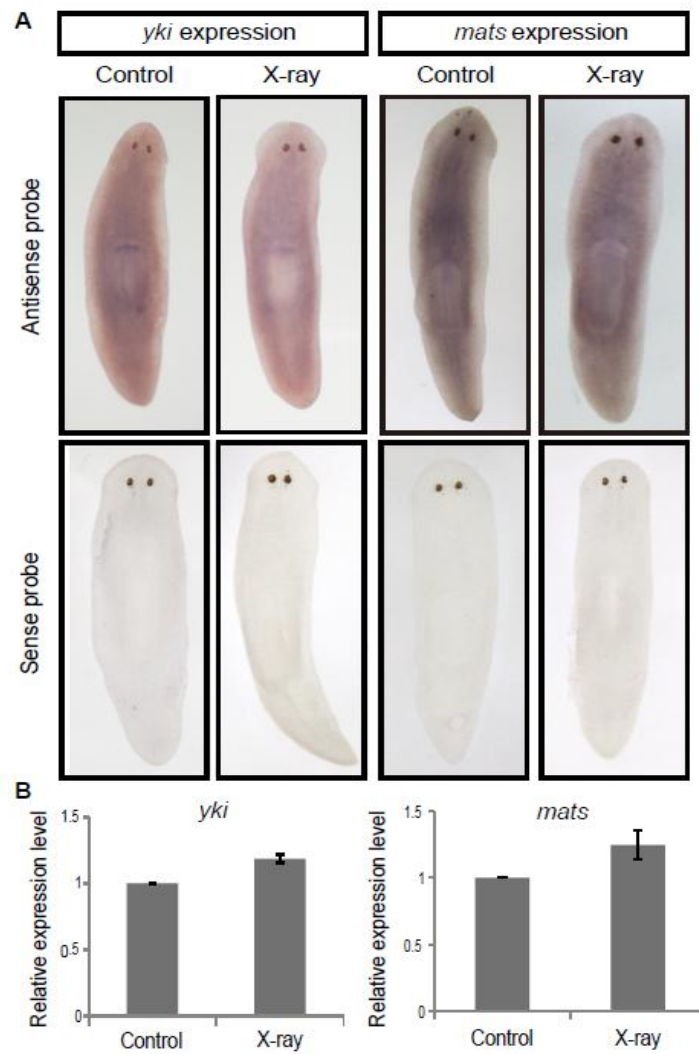 A
yki expression
mats expression
Control
X-ray
Control
X-ray
Antisense probe
Sense probe
B
yki
Relative expression level
1.5
1
0.5
0
Control
X-ray
mats
Relative expression level
1.5
1
0.5
0
Control
X-ray